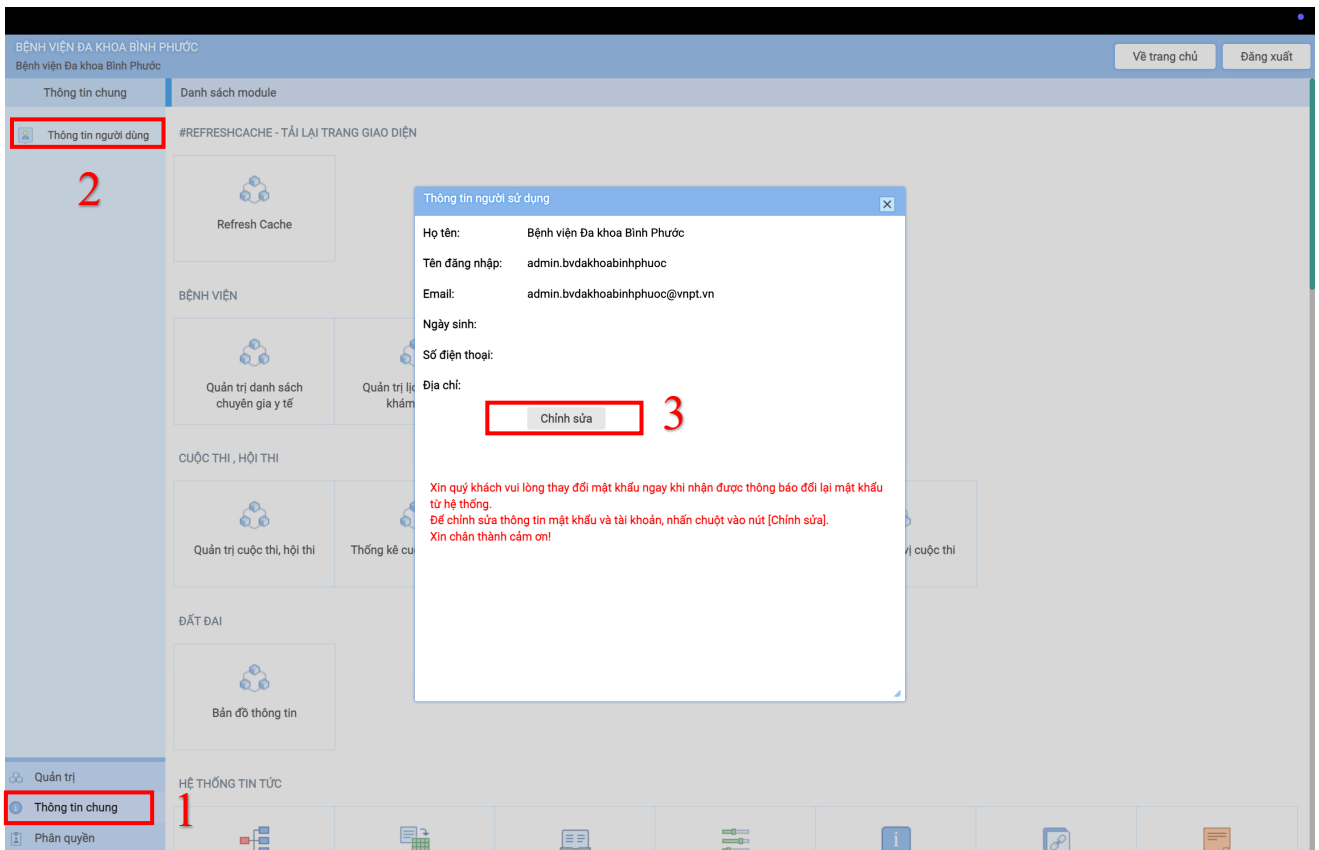 BỆNH VIỆN ĐA KHOA BÌNH PHƯỚC
Bệnh viện Đa khoa Bình Phước
Về trang chủ
Đăng xuất
Thông tin chung
Danh sách module
Thông tin người dùng
2
#REFRESHCACHE - TẢI LẠI TRANG GIAO DIỆN
Refresh Cache
BỆNH VIỆN
Quản trị danh sách
chuyên gia y tế
Quản trị
khám
CUỘC THI , HỘI THI
Quản trị cuộc thi, hội thi
Thống kê
cuộc thi
ĐẤT ĐAI
Bản đồ thông tin
HỆ THỐNG TIN TỨC
Thông tin người sử dụng
Họ tên: Bệnh viện Đa khoa Bình Phước
Tên đăng nhập: admin.bvdakhoabinhphuoc
Email: admin.bvdakhoabinhphuoc@vnpt.vn
Ngày sinh:
Số điện thoại:
Địa chỉ:
Chỉnh sửa
3
Xin quý khách vui lòng thay đổi mật khẩu ngay khi nhận được thông báo đổi lại mật khẩu
từ hệ thống.
Để chỉnh sửa thông tin mật khẩu và tài khoản, nhấn chuột vào nút [Chỉnh sửa].
Xin chân thành cảm ơn!
Quản trị
Thông tin chung
1
Phân quyền